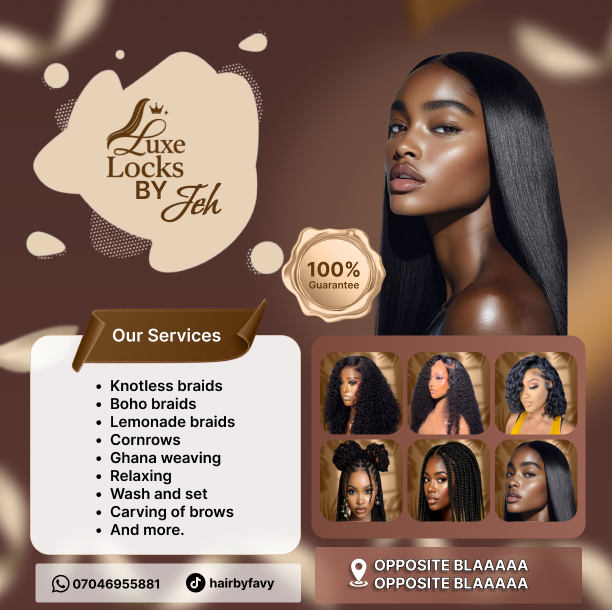 Luxe
Locks
BY Jeh
100%
Guarantee
Our Services
• Knotless braids
• Boho braids
• Lemonade braids
• Cornrows
• Ghana weaving
• Relaxing
• Wash and set
• Carving of brows
• And more.
07046955881 hairbyfavy
OPPOSITE BLAAAAA
OPPOSITE BLAAAAA